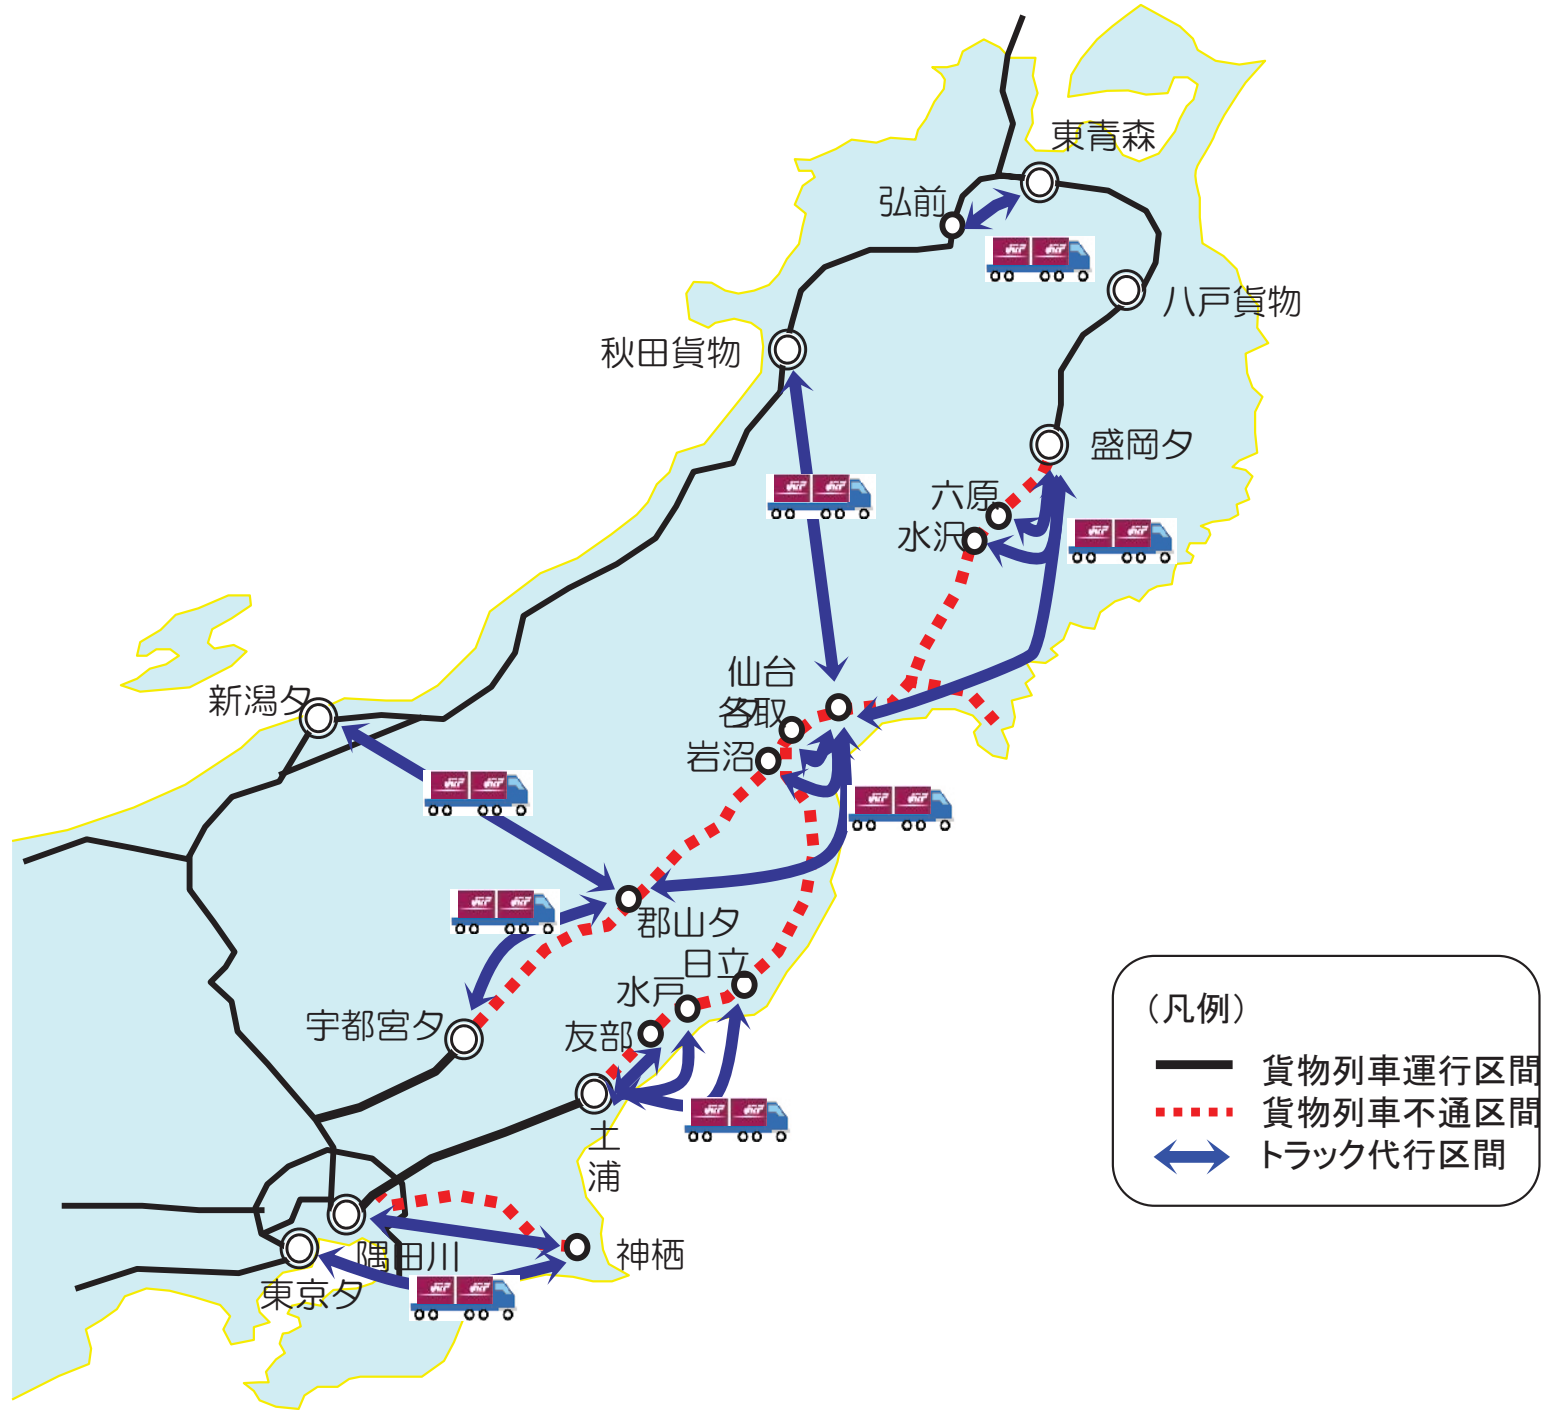 東青森
弘前
八戸貨物
秋田貨物
盛岡タ
六原
水沢
仙台
タ
名取
新潟タ
岩沼
郡山タ
日立
水戸
宇都宮タ
友部
土
浦
隅田川
神栖
東京タ
（凡例）
貨物列車運行区間
貨物列車不通区間
トラック代行区間